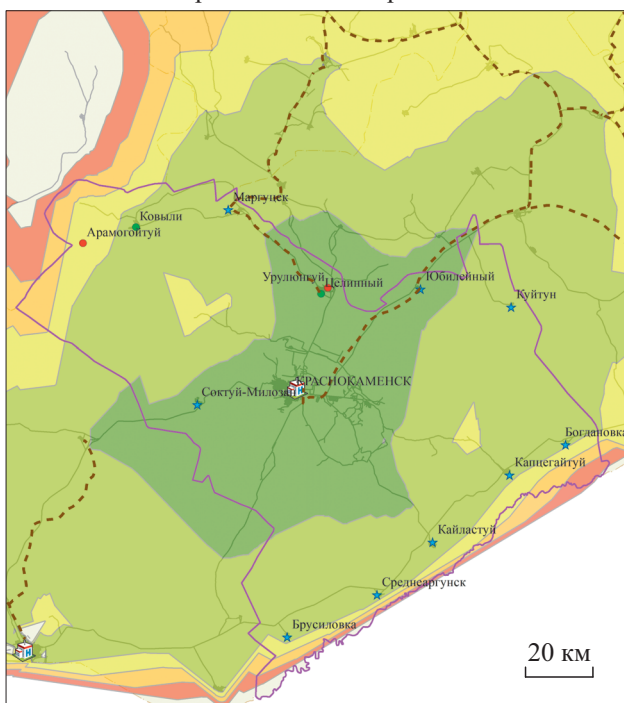 Ковыли
Маргуцек
Арамогойтуй
Урулюнгуй
Целинный
Юбилейный
Куйтун
КРАСНОКАМЕНСК
Соктуй-Милозан
Богдановка
Капцегайтуй
Кайластуй
Среднеаргунск
Брусиловка
20 км